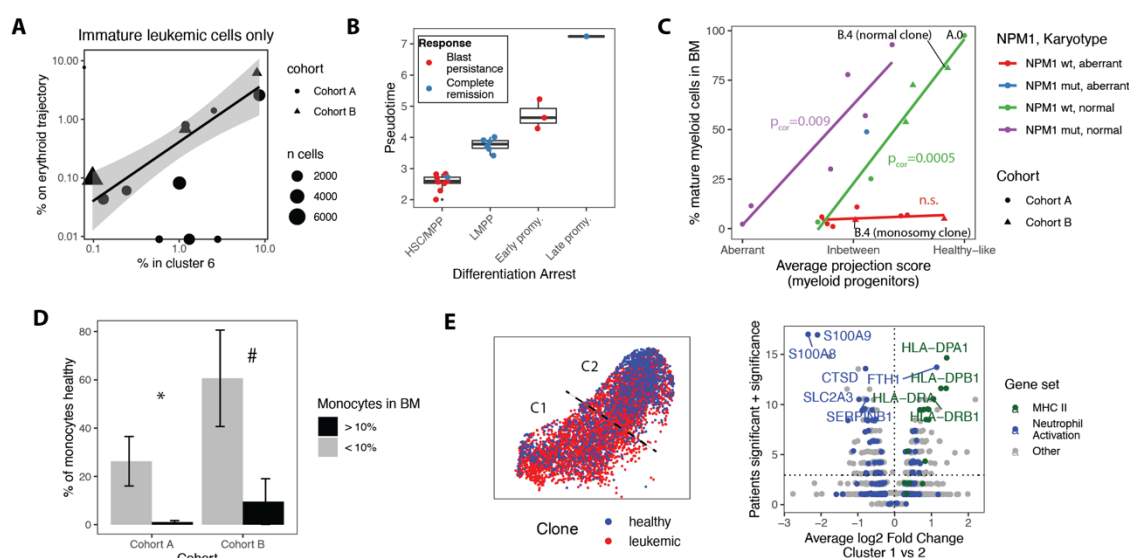 A
Immature leukemic cells only
10.00
1.00
0.10
0.01
% on erythroid trajectory
0.1
1.0
10.0
% in cluster 6
cohort
Cohort A
Cohort B
n cells
2000
4000
6000
B
Response
Blast
persistance
Complete
remission
7
6
5
4
3
2
Pseudotime
HSC/MPP
LMPP
Early promy.
Late promy.
Differentiation Arrest
C
B.4 (normal clone)
A.0
100
75
50
25
0
% mature myeloid cells in BM
pcor=0.009
pcor=0.0005
n.s.
B.4 (monosomy clone)
Aberrant
Inbetween
Healthy-like
Average projection score
(myeloid progenitors)
NPM1, Karyotype
NPM1 wt, aberrant
NPM1 mut, aberrant
NPM1 wt, normal
NPM1 mut, normal
Cohort
Cohort A
Cohort B
D
80
60
40
20
0
% of monocytes healthy
*
#
Cohort A
Cohort B
Cohort
Monocytes in BM
>10%
<10%
E
C2
C1
Clone
healthy
leukemic
15
10
5
0
Patients significant + significance
S100A9
S100A8
HLA-DPA1
CTSD
FTH1
HLA-DPB1
SLC2A3
HLA-DRA
SERPINB1
HLA-DRB1
−3
−2
−1
0
1
2
Average log2 Fold Change
Cluster 1 vs 2
Gene set
MHC II
Neutrophil
Activation
Other